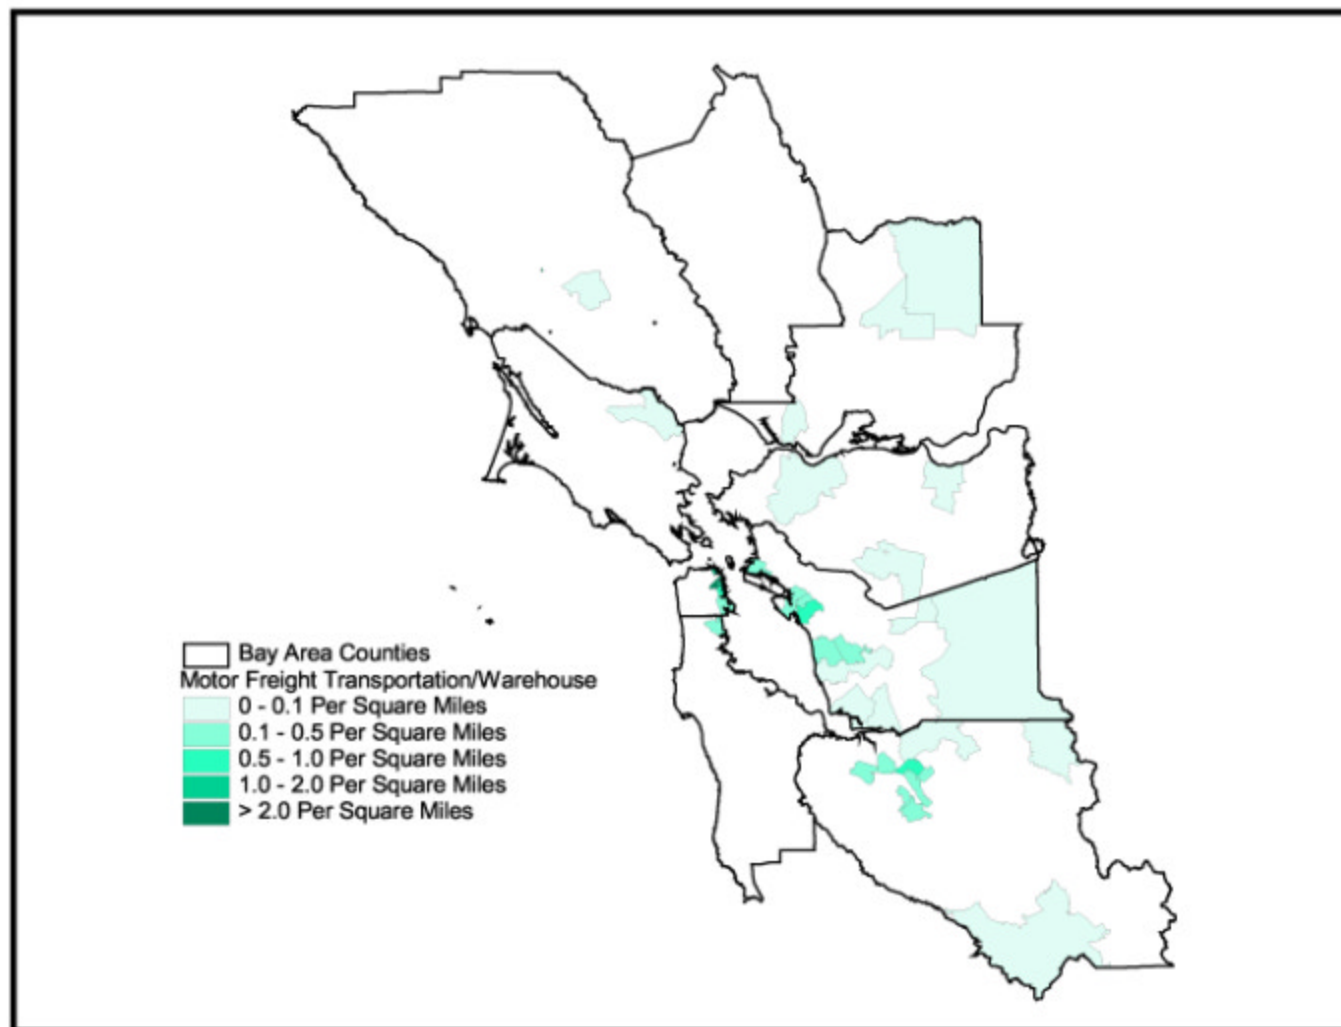 Bay Area Counties
Motor Freight Transportation/Warehouse
0 - 0.1 Per Square Miles
0.1 - 0.5 Per Square Miles
0.5 - 1.0 Per Square Miles
1.0 - 2.0 Per Square Miles
> 2.0 Per Square Miles